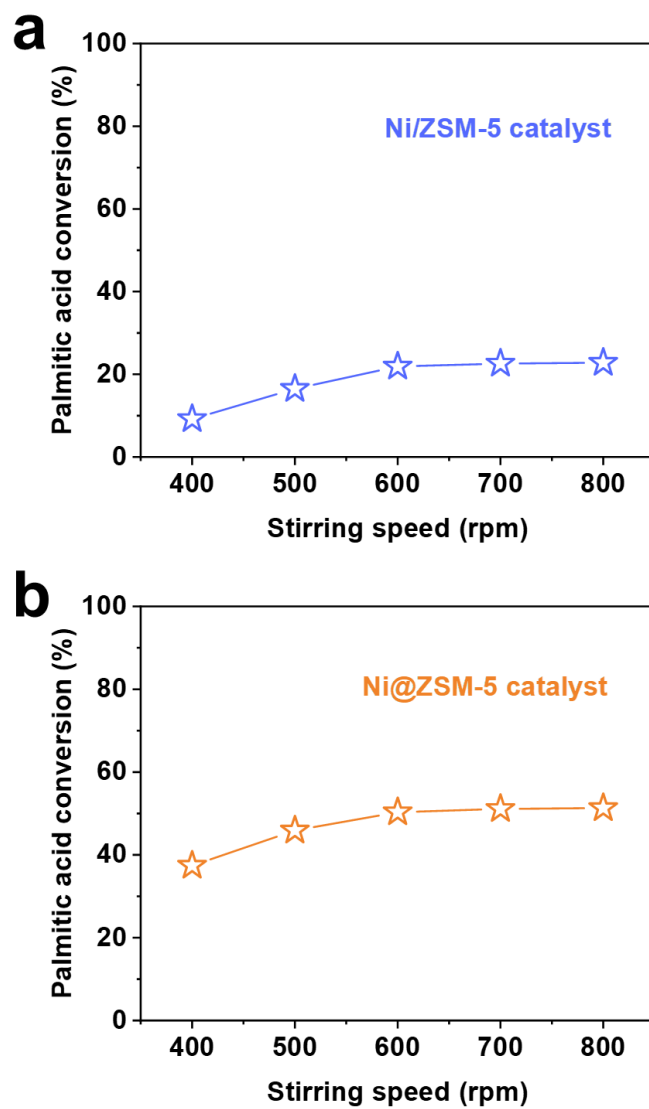 a
Palmitic acid conversion (%)
100
80
60
40
20
0
Ni/ZSM-5 catalyst
400 500 600 700 800
Stirring speed (rpm)
b
Palmitic acid conversion (%)
100
80
60
40
20
0
Ni@ZSM-5 catalyst
400 500 600 700 800
Stirring speed (rpm)